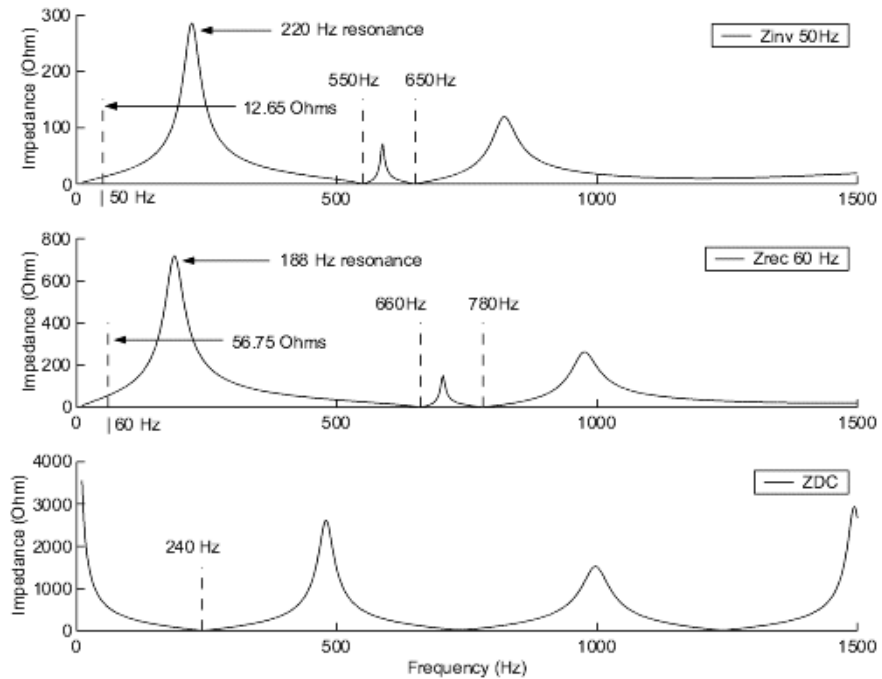 300
220 Hz resonance
Zinv 50Hz
Impedance (Ohm)
200
550Hz 650Hz
12.65 Ohms
100
0
0 | 50 Hz 500 1000 1500
800
188 Hz resonance
Zrec 60 Hz
Impedance (Ohm)
600
660Hz 780Hz
400
56.75 Ohms
200
0
0 | 60 Hz 500 1000 1500
4000
ZDC
Impedance (Ohm)
3000
240 Hz
2000
1000
0
0 500 1000 1500
Frequency (Hz)